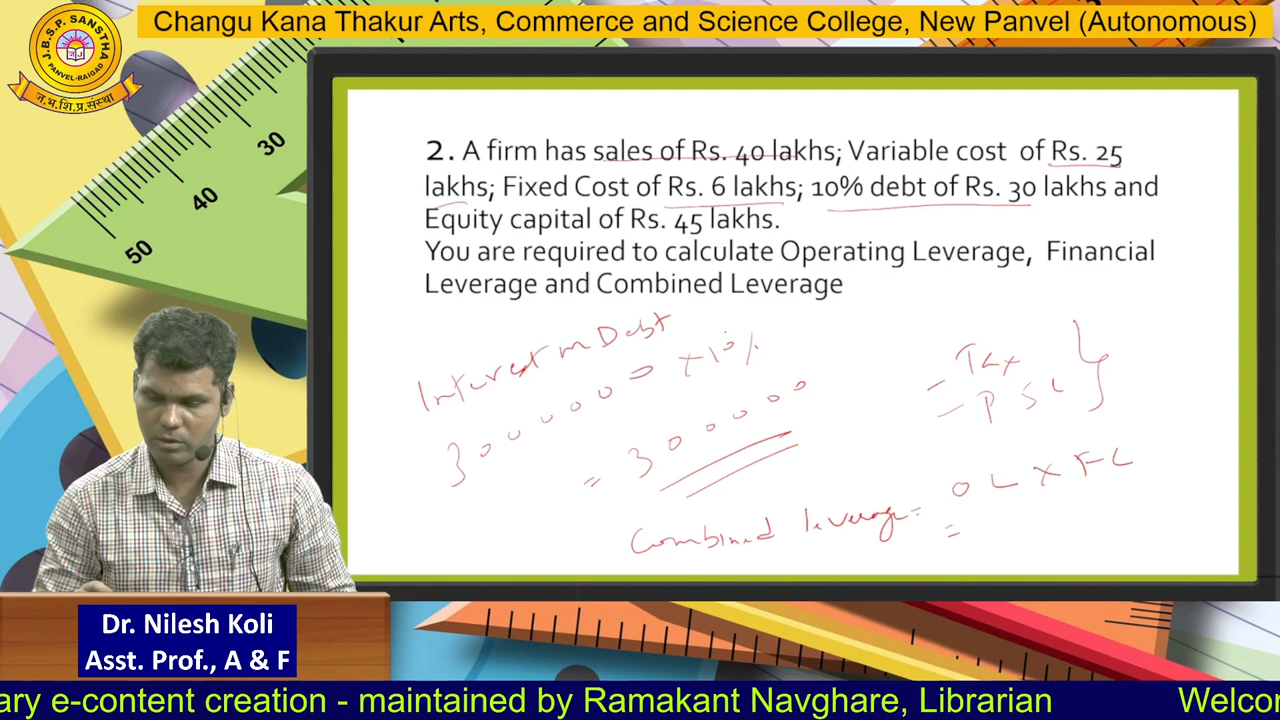 Changu Kana Thakur Arts, Commerce and Science College, New Panvel (Autonomous)
J.B.S.P. SANSTHA
PANVEL-RAIGAD
ज.भ.शि.प्र.संस्था
30
40
50
2. A firm has sales of Rs. 40 lakhs; Variable cost of Rs. 25
lakhs; Fixed Cost of Rs. 6 lakhs; 10% debt of Rs. 30 lakhs and
Equity capital of Rs. 45 lakhs.
You are required to calculate Operating Leverage, Financial
Leverage and Combined Leverage
Interest on Debt
3000000 × 10%
= 300000
- Tax
- P S C
Combined leverage = OL × FL
=
Dr. Nilesh Koli
Asst. Prof., A & F
ary e-content creation - maintained by Ramakant Navghare, Librarian Welco